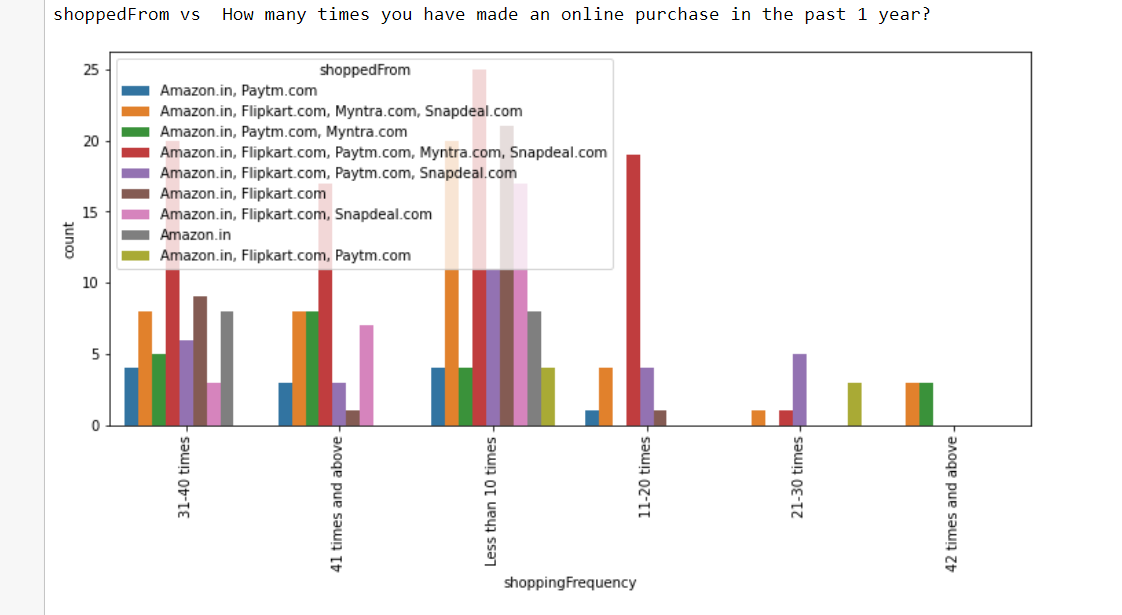 shoppedFrom vs  How many times you have made an online purchase in the past 1 year?
25
20
15
10
5
0
count
shoppedFrom
Amazon.in, Paytm.com
Amazon.in, Flipkart.com, Myntra.com, Snapdeal.com
Amazon.in, Paytm.com, Myntra.com
Amazon.in, Flipkart.com, Paytm.com, Myntra.com, Snapdeal.com
Amazon.in, Flipkart.com, Paytm.com, Snapdeal.com
Amazon.in, Flipkart.com
Amazon.in, Flipkart.com, Snapdeal.com
Amazon.in
Amazon.in, Flipkart.com, Paytm.com
31-40 times
41 times and above
Less than 10 times
11-20 times
21-30 times
42 times and above
shoppingFrequency